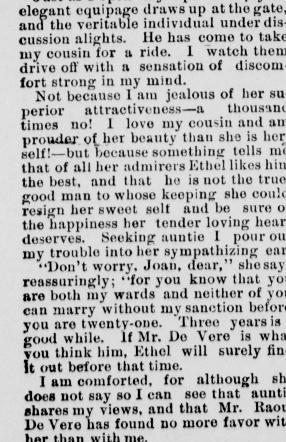 elegant equipage draws up at the gate,
and the veritable individual under dis-
cussion alights. He has come to take
my cousin for a ride. I watch them
drive off with a sensation of discom-
fort strong in my mind.
Not because I am jealous of her su-
perior attractiveness—a thousand
times no! I love my cousin and am
prouder of her beauty than she is her-
self!—but because something tells me
that of all her admirers Ethel likes him
the best, and that he is not the true,
good man to whose keeping she could
resign her sweet self and be sure of
the happiness her tender loving heart
deserves. Seeking auntie I pour out
my trouble into her sympathizing ear.
"Don't worry, Joan, dear," she says
reassuringly; "for you know that you
are both my wards and neither of you
can marry without my sanction before
you are twenty-one. Three years is a
good while. If Mr. De Vere is what
you think him, Ethel will surely find
it out before that time.
I am comforted, for although she
does not say so I can see that auntie
shares my views, and that Mr. Raoul
De Vere has found no more favor with
her than with me.